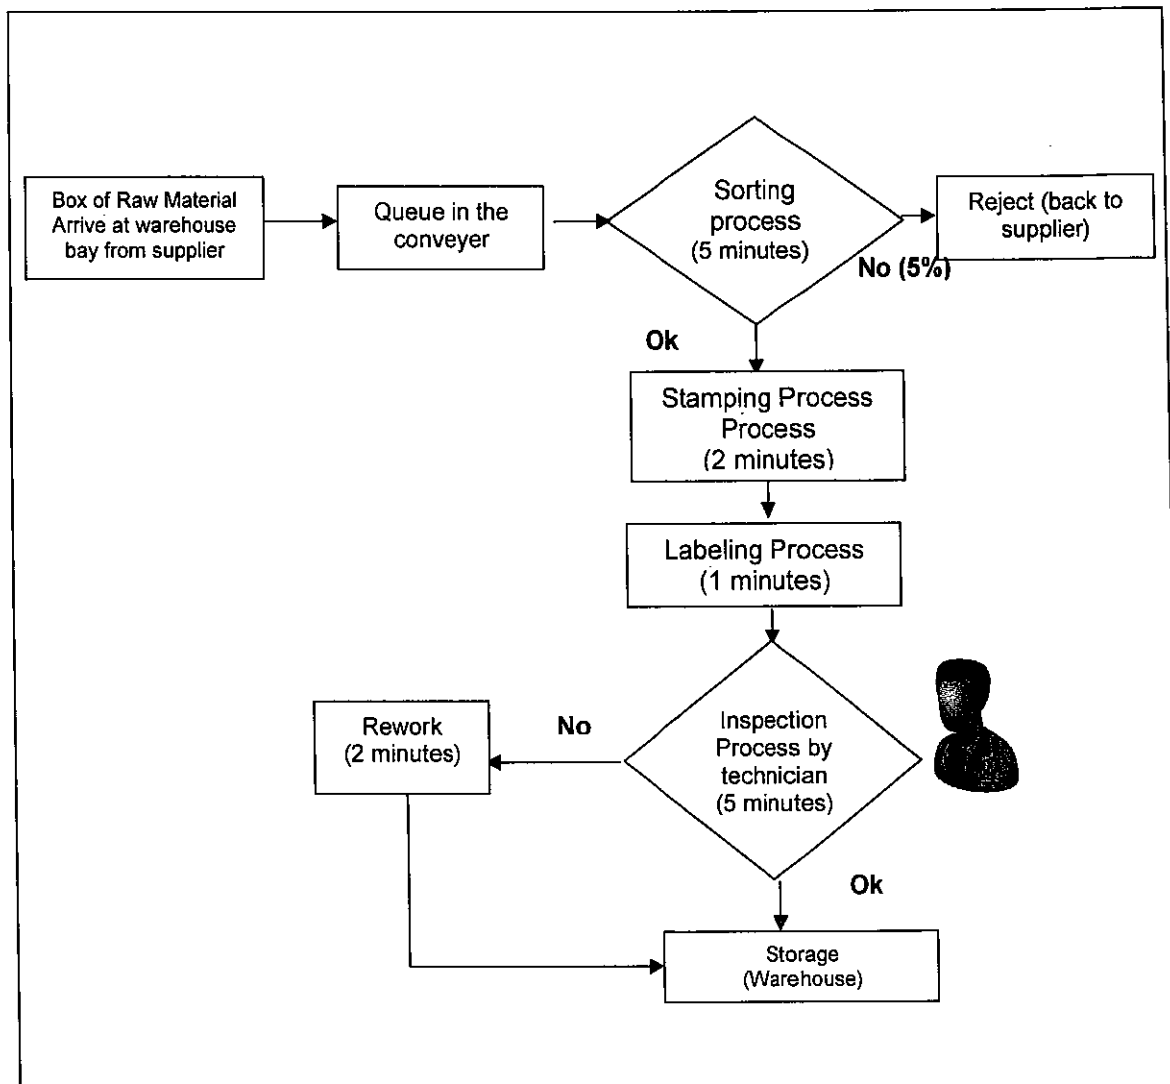 Box of Raw Material
Arrive at warehouse
bay from supplier
Queue in the
conveyer
Sorting
process
(5 minutes)
Reject (back to
supplier)
No (5%)
Ok
Stamping Process
Process
(2 minutes)
Labeling Process
(1 minutes)
Inspection
Process by
technician
(5 minutes)
No
Rework
(2 minutes)
Ok
Storage
(Warehouse)